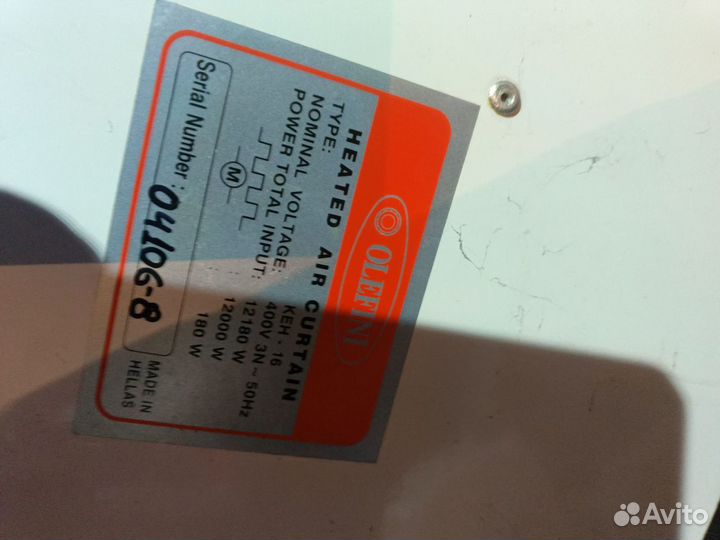 OLEFINI
HEATED AIR CURTAIN
TYPE: KEH. 16
NOMINAL VOLTAGE: 400V 3N~50Hz
POWER TOTAL INPUT: 12180 W
12000 W
M 180 W
Serial Number: 04106-8
MADE IN
HELLAS
Avito